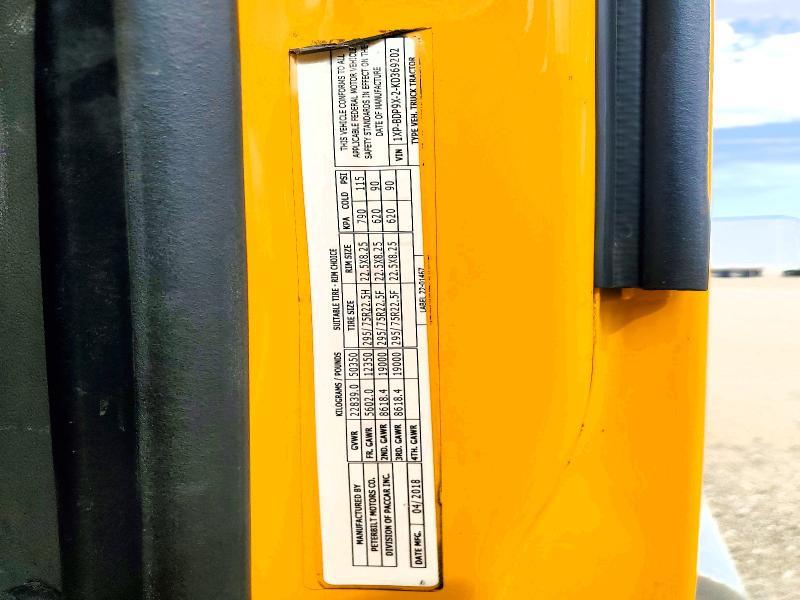 MANUFACTURED BY
PETERBILT MOTORS CO.
DIVISION OF PACCAR INC.
DATE MFG. 04/2018
KILOGRAMS / POUNDS
SUITABLE TIRE - RIM CHOICE
TIRE SIZE RIM SIZE KPA COLD PSI
GVWR 22839.0 50350
FR. GAWR 5602.0 12350 295/75R22.5H 22.5X8.25 790 115
2ND. GAWR 8618.4 19000 295/75R22.5F 22.5X8.25 620 90
3RD. GAWR 8618.4 19000 295/75R22.5F 22.5X8.25 620 90
4TH. GAWR
LABEL 22-01467
THIS VEHICLE CONFORMS TO ALL
APPLICABLE FEDERAL MOTOR VEHICLE
SAFETY STANDARDS IN EFFECT ON THE
DATE OF MANUFACTURE
VIN 1XP-BDP9X-2-KD369202
TYPE VEH. TRUCK TRACTOR